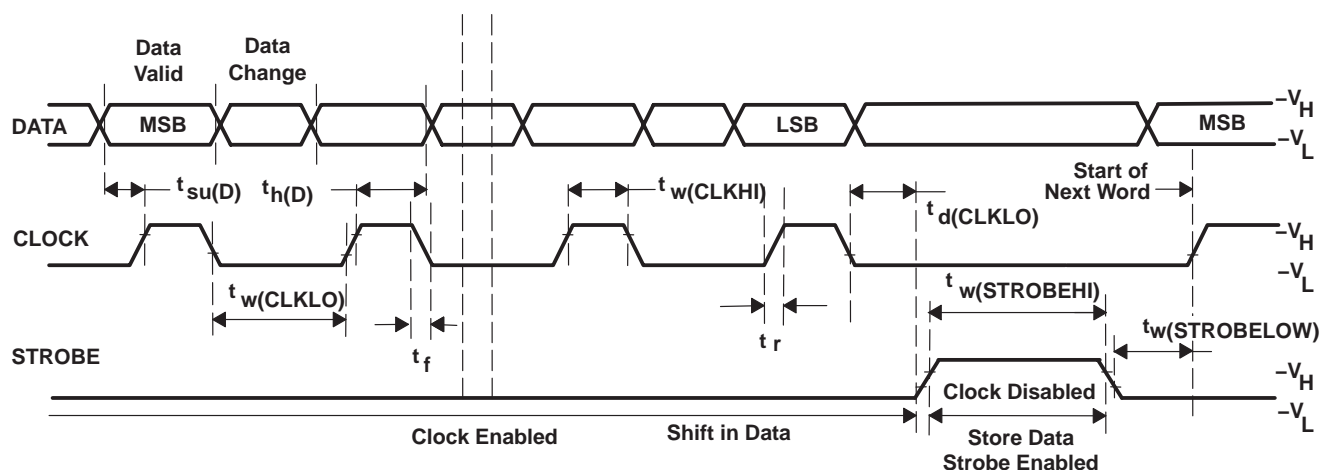 Data
Valid
Data
Change
DATA
MSB
LSB
MSB
–VH
–VL
tsu(D)
th(D)
tw(CLKHI)
td(CLKLO)
Start of
Next Word
CLOCK
–VH
–VL
tw(CLKLO)
tf
tr
tw(STROBEHI)
tw(STROBELOW)
STROBE
Clock Disabled
–VH
–VL
Clock Enabled
Shift in Data
Store Data
Strobe Enabled